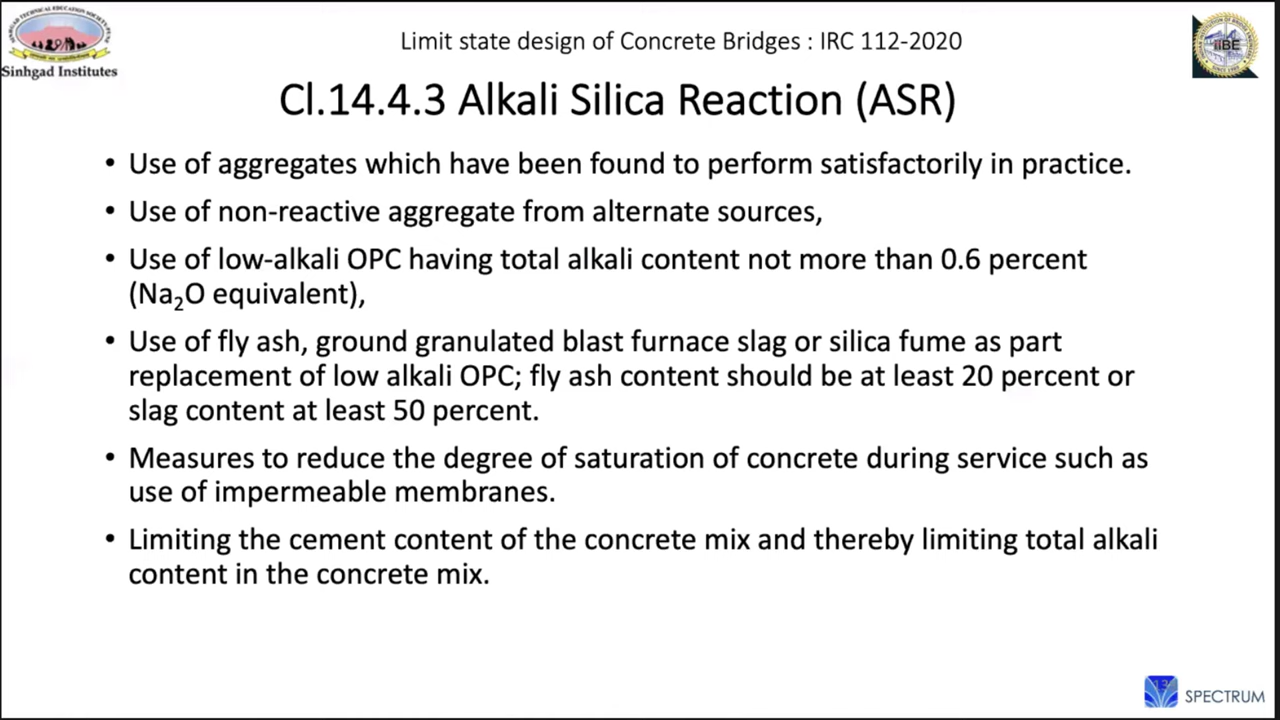 Sinhgad Institutes
IIBE
Limit state design of Concrete Bridges : IRC 112-2020
Cl.14.4.3 Alkali Silica Reaction (ASR)
• Use of aggregates which have been found to perform satisfactorily in practice.
• Use of non-reactive aggregate from alternate sources,
• Use of low-alkali OPC having total alkali content not more than 0.6 percent
(Na₂O equivalent),
• Use of fly ash, ground granulated blast furnace slag or silica fume as part
replacement of low alkali OPC; fly ash content should be at least 20 percent or
slag content at least 50 percent.
• Measures to reduce the degree of saturation of concrete during service such as
use of impermeable membranes.
• Limiting the cement content of the concrete mix and thereby limiting total alkali
content in the concrete mix.
SPECTRUM